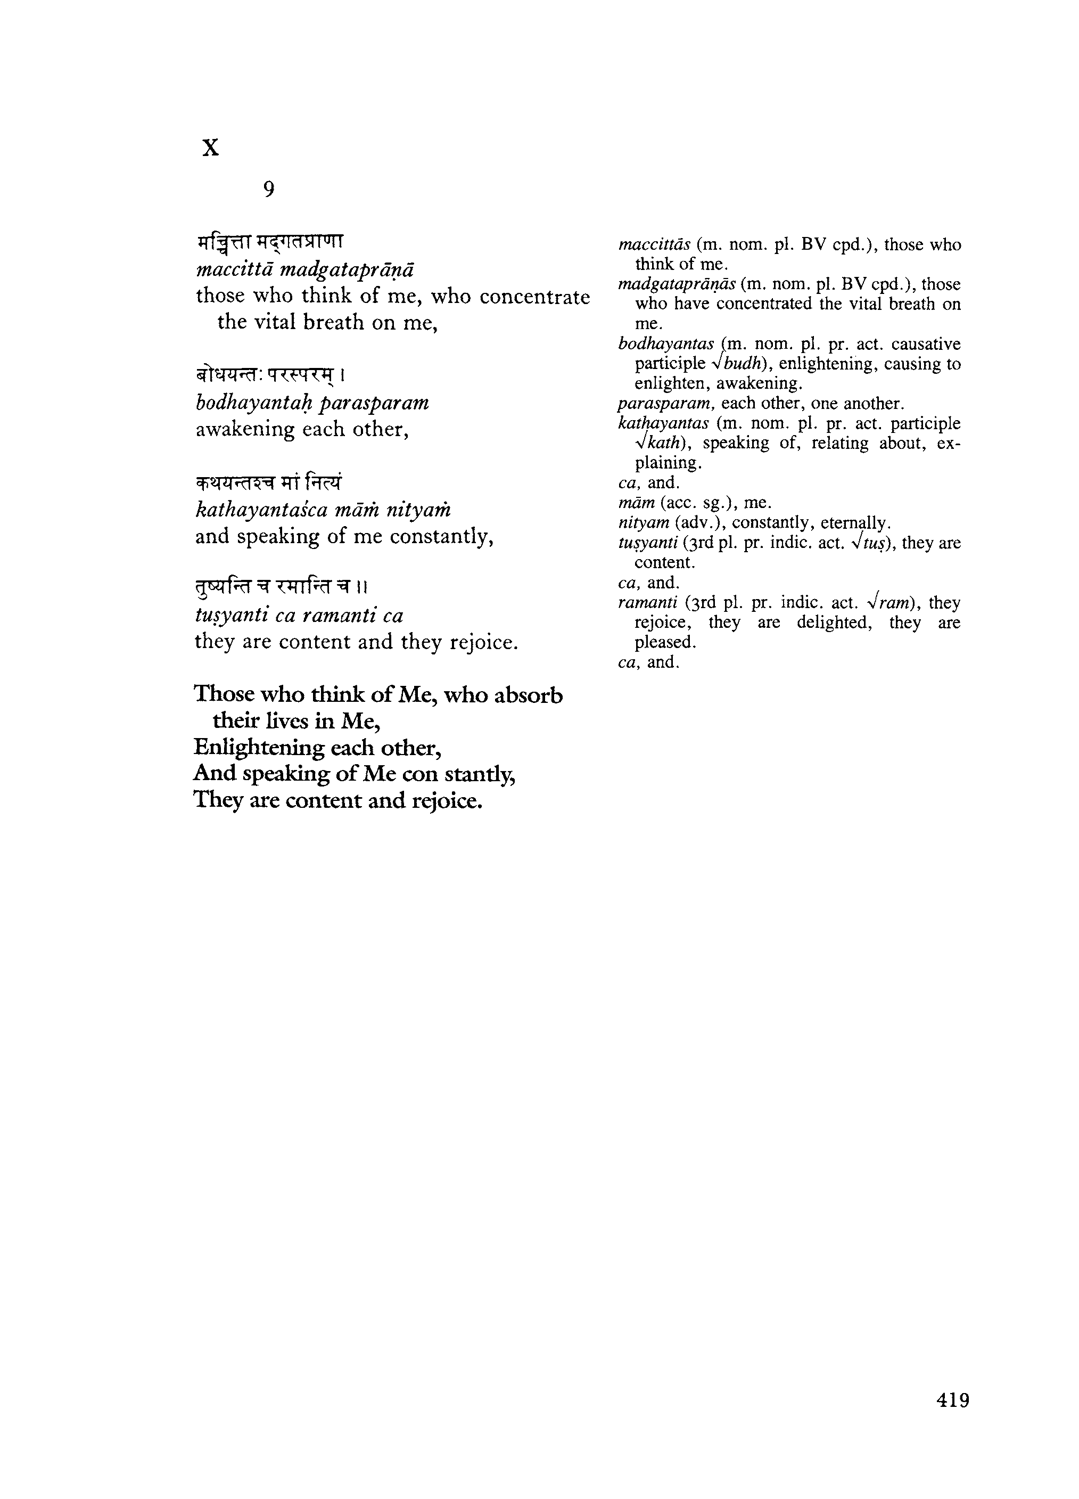 X
9
मच्चित्ता मद्गतप्राणा
maccittā madgataprāṇā
those who think of me, who concentrate
the vital breath on me,
बोधयन्तः परस्परम् ।
bodhayantaḥ parasparam
awakening each other,
कथयन्तश्च मां नित्यं
kathayantaśca māṁ nityaṁ
and speaking of me constantly,
तुष्यन्ति च रमान्ति च ॥
tuṣyanti ca ramanti ca
they are content and they rejoice.
Those who think of Me, who absorb
their lives in Me,
Enlightening each other,
And speaking of Me con stantly,
They are content and rejoice.
maccittās (m. nom. pl. BV cpd.), those who
think of me.
madgataprāṇās (m. nom. pl. BV cpd.), those
who have concentrated the vital breath on
me.
bodhayantas (m. nom. pl. pr. act. causative
participle √budh), enlightening, causing to
enlighten, awakening.
parasparam, each other, one another.
kathayantas (m. nom. pl. pr. act. participle
√kath), speaking of, relating about, ex-
plaining.
ca, and.
mām (acc. sg.), me.
nityam (adv.), constantly, eternally.
tuṣyanti (3rd pl. pr. indic. act. √tuṣ), they are
content.
ca, and.
ramanti (3rd pl. pr. indic. act. √ram), they
rejoice, they are delighted, they are
pleased.
ca, and.
419